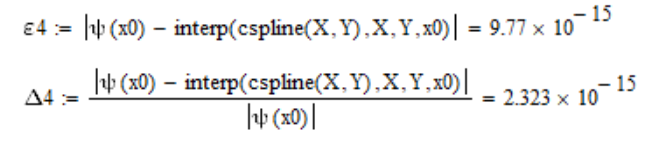 ε4 := |ψ(x0) − interp(cspline(X,Y),X,Y,x0)| = 9.77 × 10^−15
Δ4 := |ψ(x0) − interp(cspline(X,Y),X,Y,x0)| / |ψ(x0)| = 2.323 × 10^−15